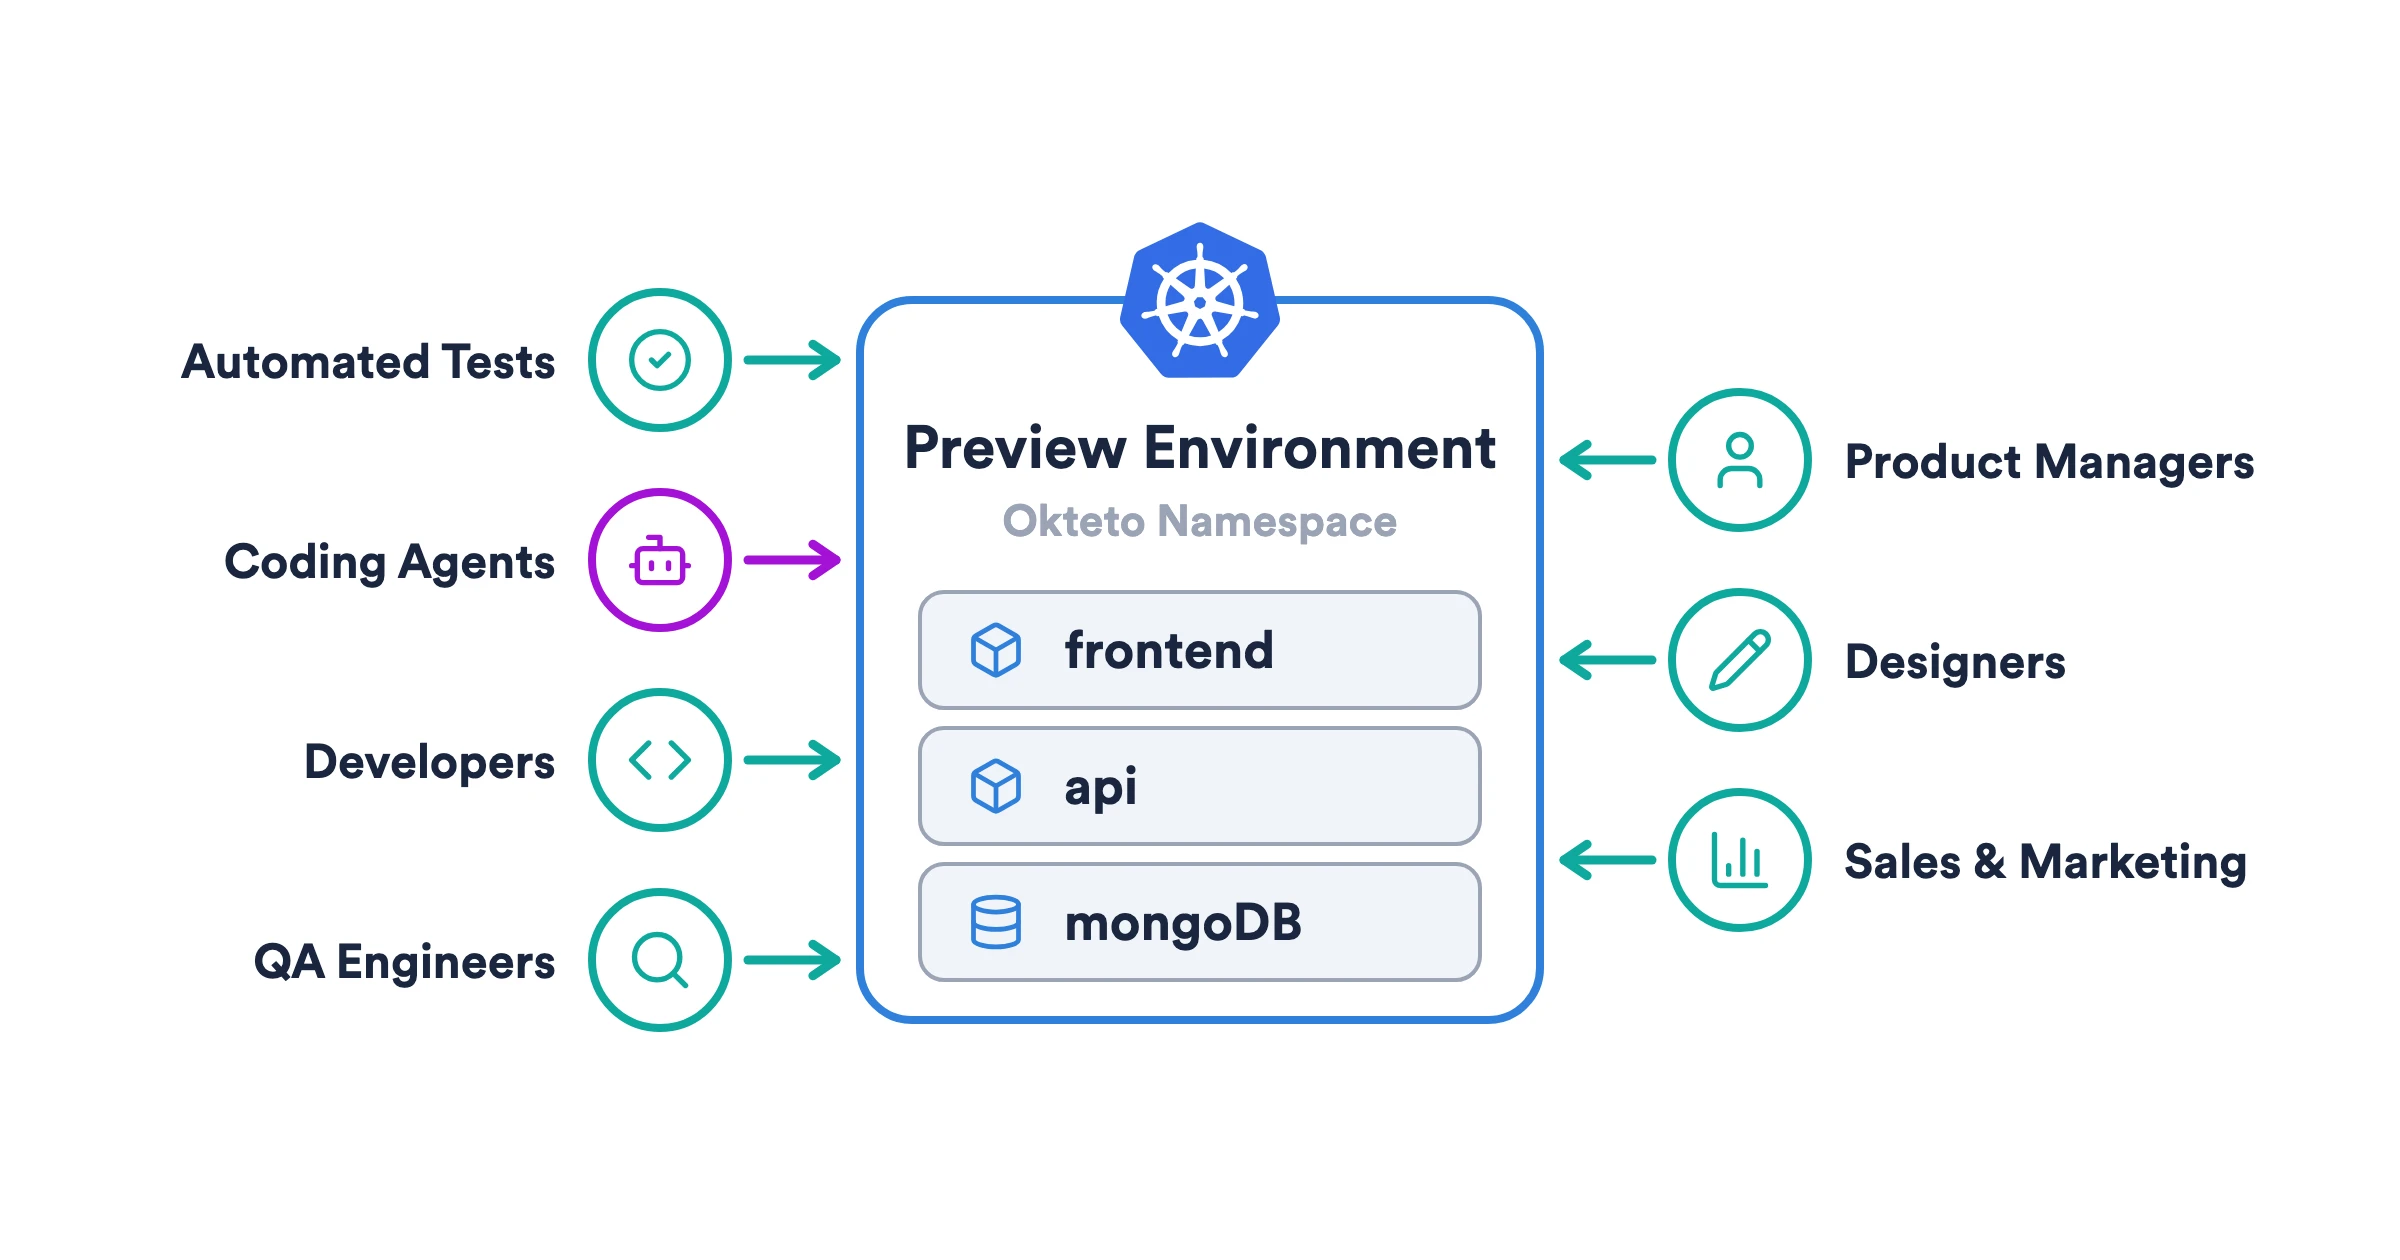 Automated Tests
Coding Agents
Developers
QA Engineers
Preview Environment
Okteto Namespace
frontend
api
mongoDB
Product Managers
Designers
Sales & Marketing